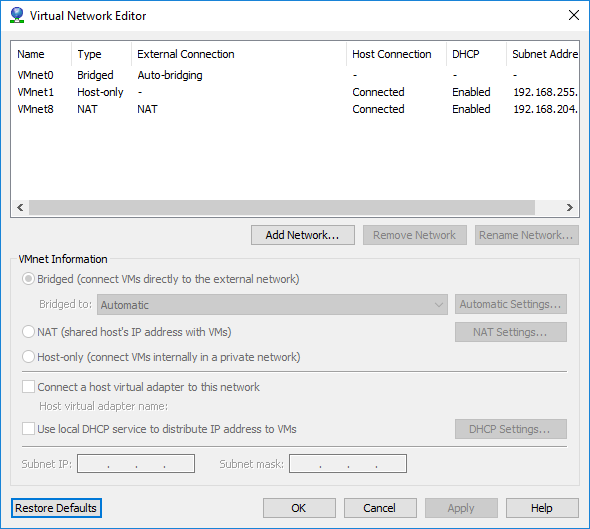 Virtual Network Editor
Name Type External Connection Host Connection DHCP Subnet Addre
VMnet0 Bridged Auto-bridging - - -
VMnet1 Host-only - Connected Enabled 192.168.255.
VMnet8 NAT NAT Connected Enabled 192.168.204.
Add Network... Remove Network Rename Network...
VMnet Information
Bridged (connect VMs directly to the external network)
Bridged to: Automatic Automatic Settings...
NAT (shared host's IP address with VMs) NAT Settings...
Host-only (connect VMs internally in a private network)
Connect a host virtual adapter to this network
Host virtual adapter name:
Use local DHCP service to distribute IP address to VMs DHCP Settings...
Subnet IP: . . . Subnet mask: . . .
Restore Defaults OK Cancel Apply Help